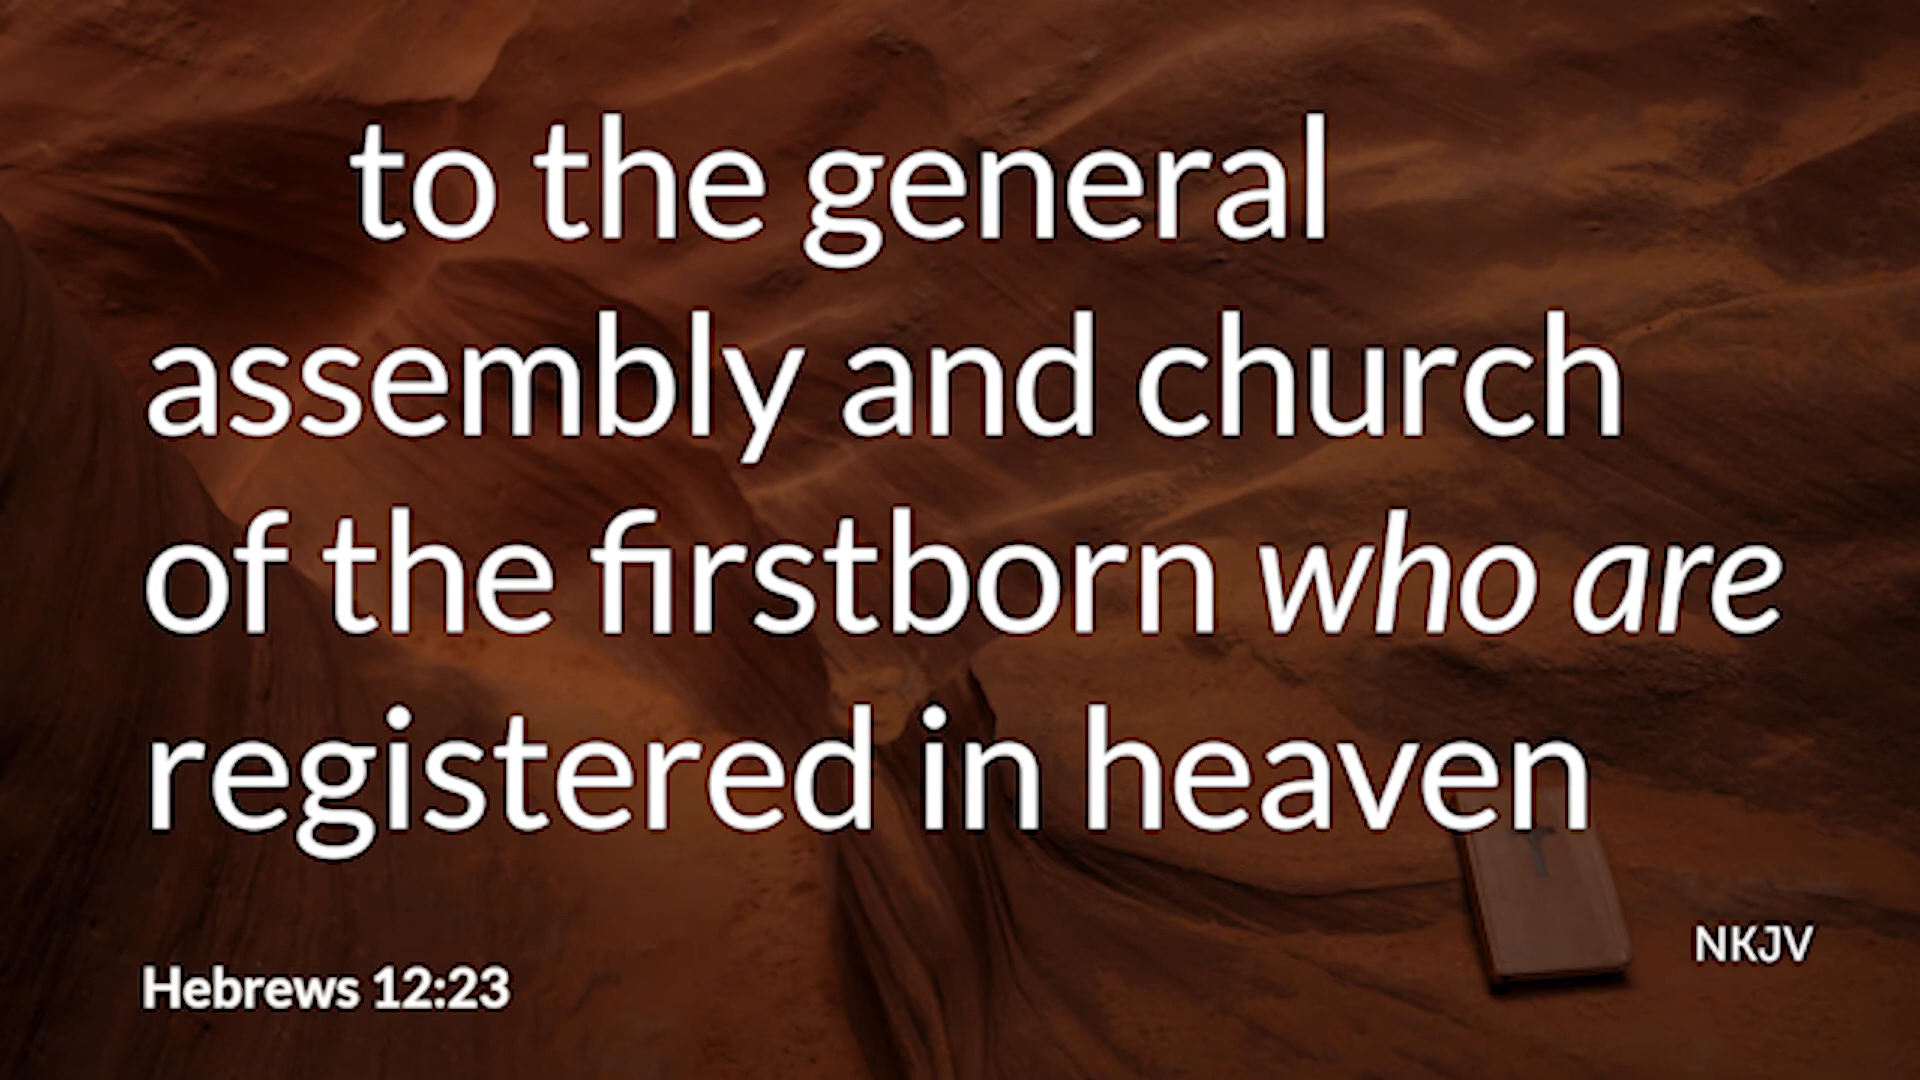 to the general
assembly and church
of the firstborn who are
registered in heaven
NKJV
Hebrews 12:23